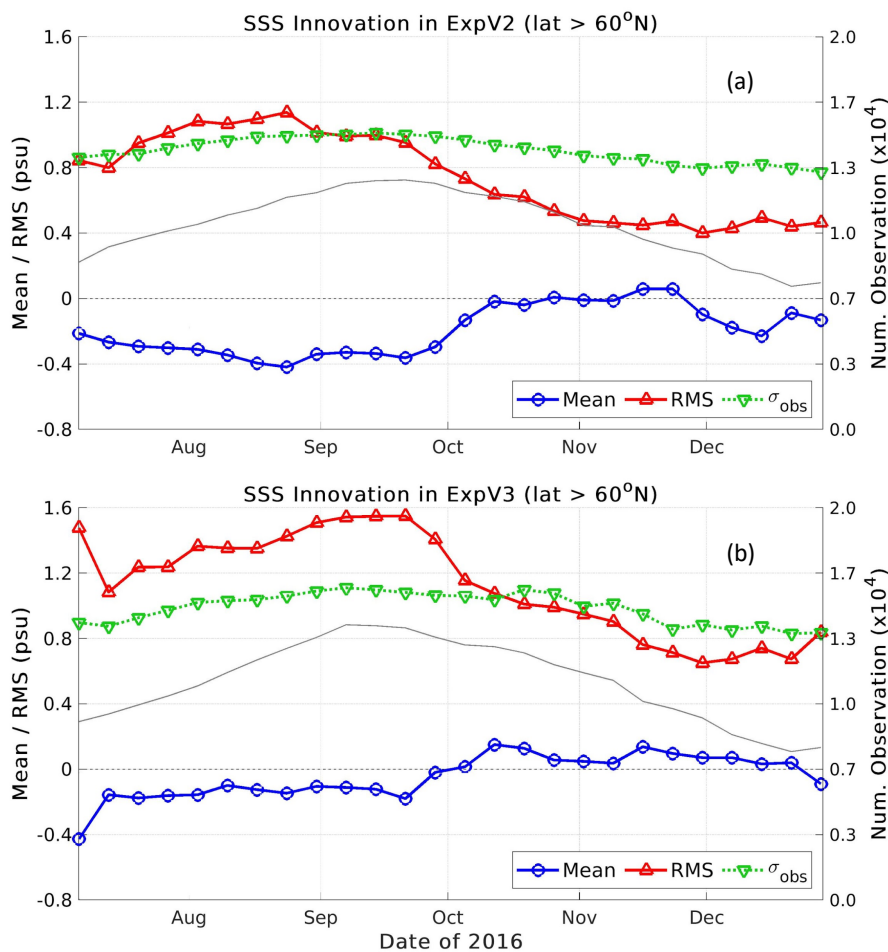 SSS Innovation in ExpV2 (lat > 60°N)
(a)
1.6
1.2
0.8
0.4
0
-0.4
-0.8
Mean / RMS (psu)
2.0
1.7
1.3
1.0
0.7
0.3
0.0
Num. Observation (x10⁴)
Mean RMS σobs
Aug Sep Oct Nov Dec
SSS Innovation in ExpV3 (lat > 60°N)
(b)
1.6
1.2
0.8
0.4
0
-0.4
-0.8
Mean / RMS (psu)
2.0
1.7
1.3
1.0
0.7
0.3
0.0
Num. Observation (x10⁴)
Mean RMS σobs
Aug Sep Oct Nov Dec
Date of 2016